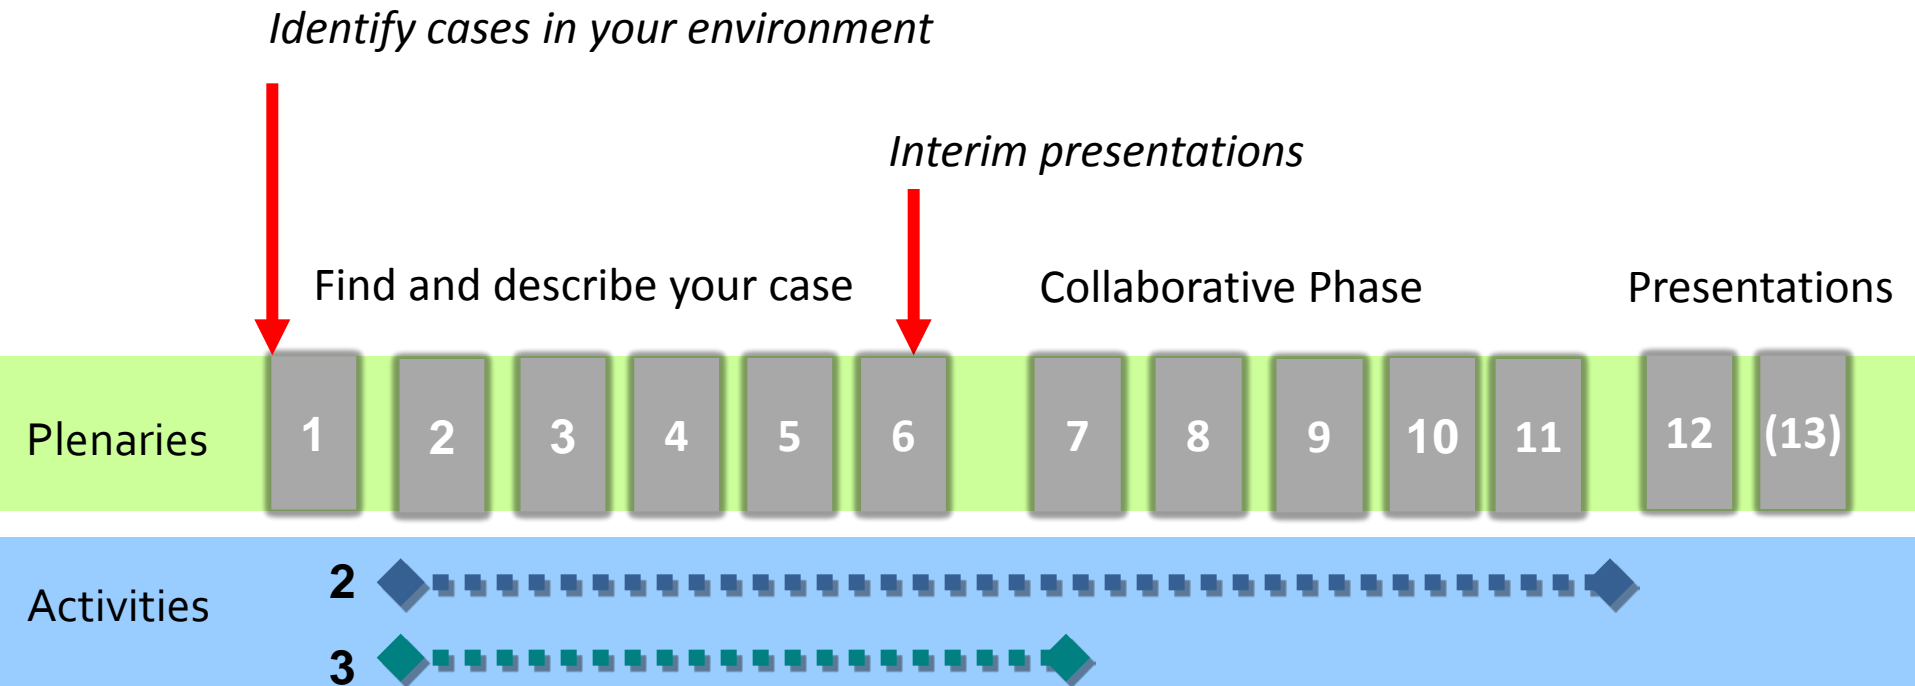 Identify cases in your environment
Interim presentations
Find and describe your case
Collaborative Phase
Presentations
Plenaries
1
2
3
4
5
6
7
8
9
10
11
12
(13)
Activities
2
3